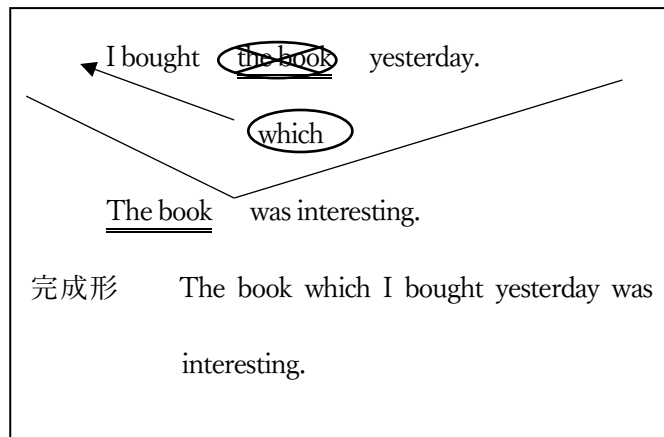 I bought the book yesterday.
which
The book was interesting.
完成形 The book which I bought yesterday was
interesting.